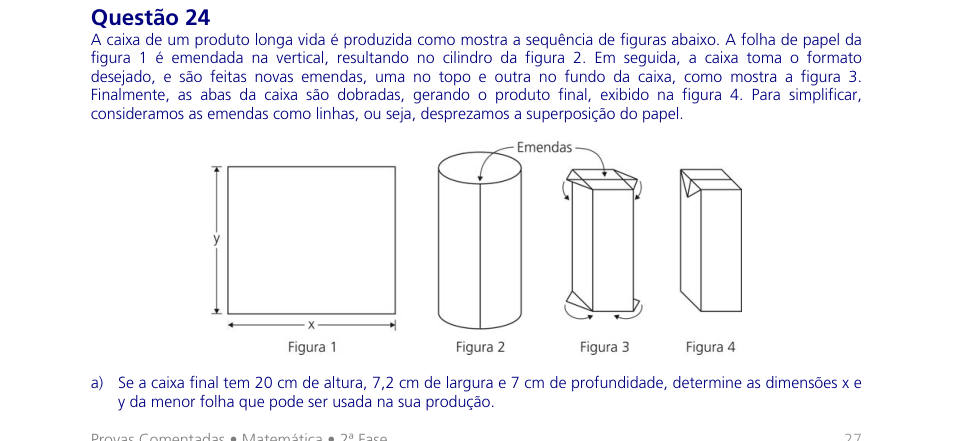 Questão 24
A caixa de um produto longa vida é produzida como mostra a sequência de figuras abaixo. A folha de papel da
figura 1 é emendada na vertical, resultando no cilindro da figura 2. Em seguida, a caixa toma o formato
desejado, e são feitas novas emendas, uma no topo e outra no fundo da caixa, como mostra a figura 3.
Finalmente, as abas da caixa são dobradas, gerando o produto final, exibido na figura 4. Para simplificar,
consideramos as emendas como linhas, ou seja, desprezamos a superposição do papel.
Emendas
y
x
Figura 1
Figura 2
Figura 3
Figura 4
a) Se a caixa final tem 20 cm de altura, 7,2 cm de largura e 7 cm de profundidade, determine as dimensões x e
y da menor folha que pode ser usada na sua produção.
Provas Comentadas • Matemática • 2ª Fase
27